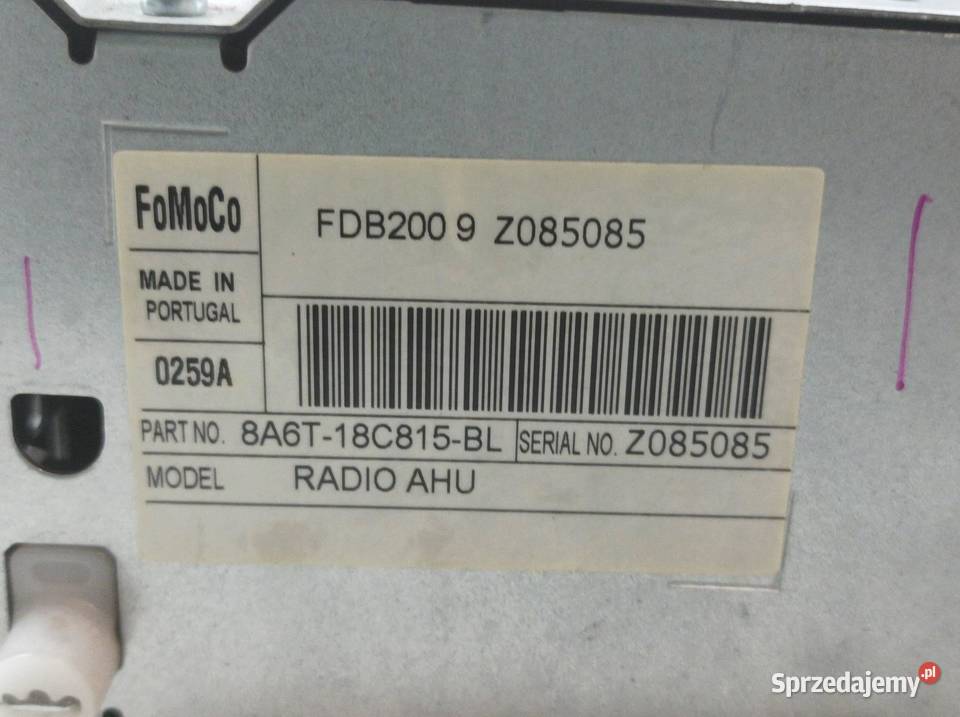 FoMoCo
FDB200 9 Z085085
MADE IN
PORTUGAL
0259A
PART NO. 8A6T-18C815-BL SERIAL NO. Z085085
MODEL RADIO AHU
Sprzedajemy.pl